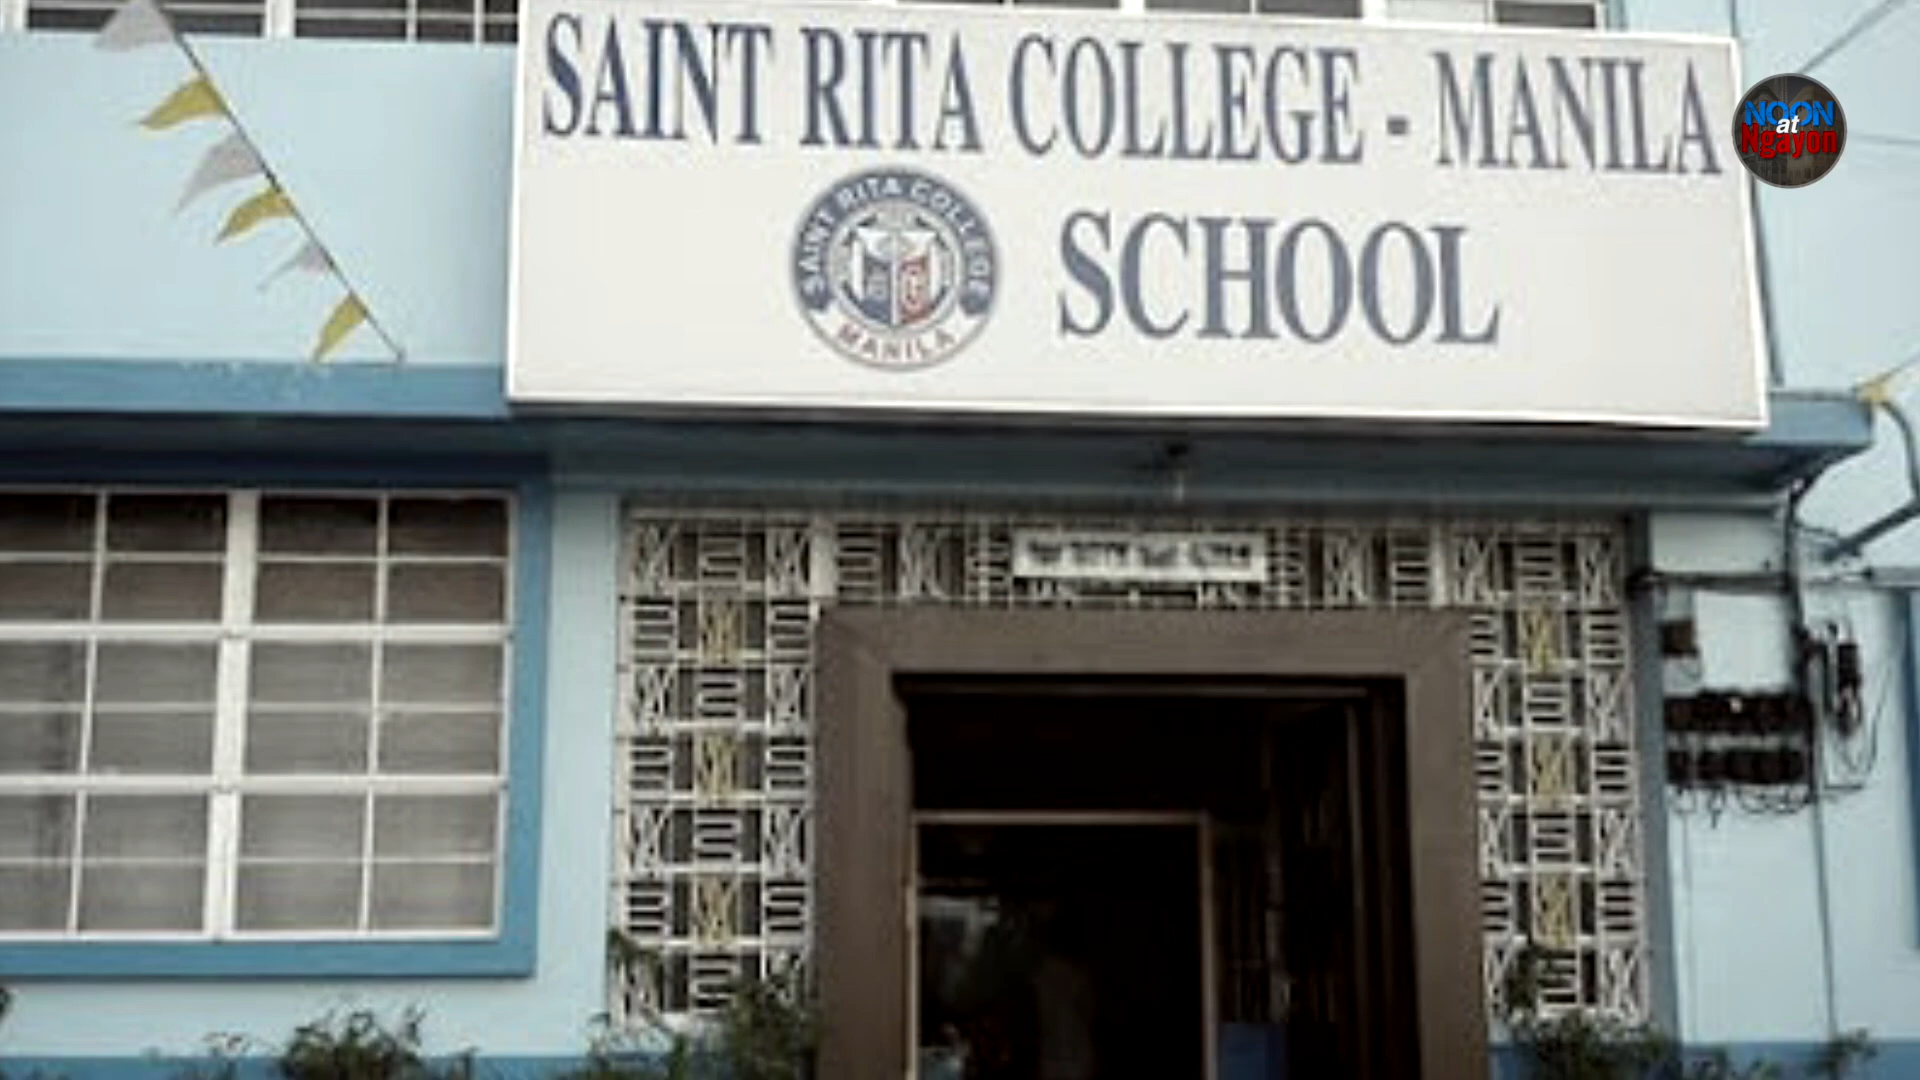 SAINT RITA COLLEGE - MANILA
SCHOOL
SAINT RITA COLLEGE
MANILA
NOON
at
Ngayon